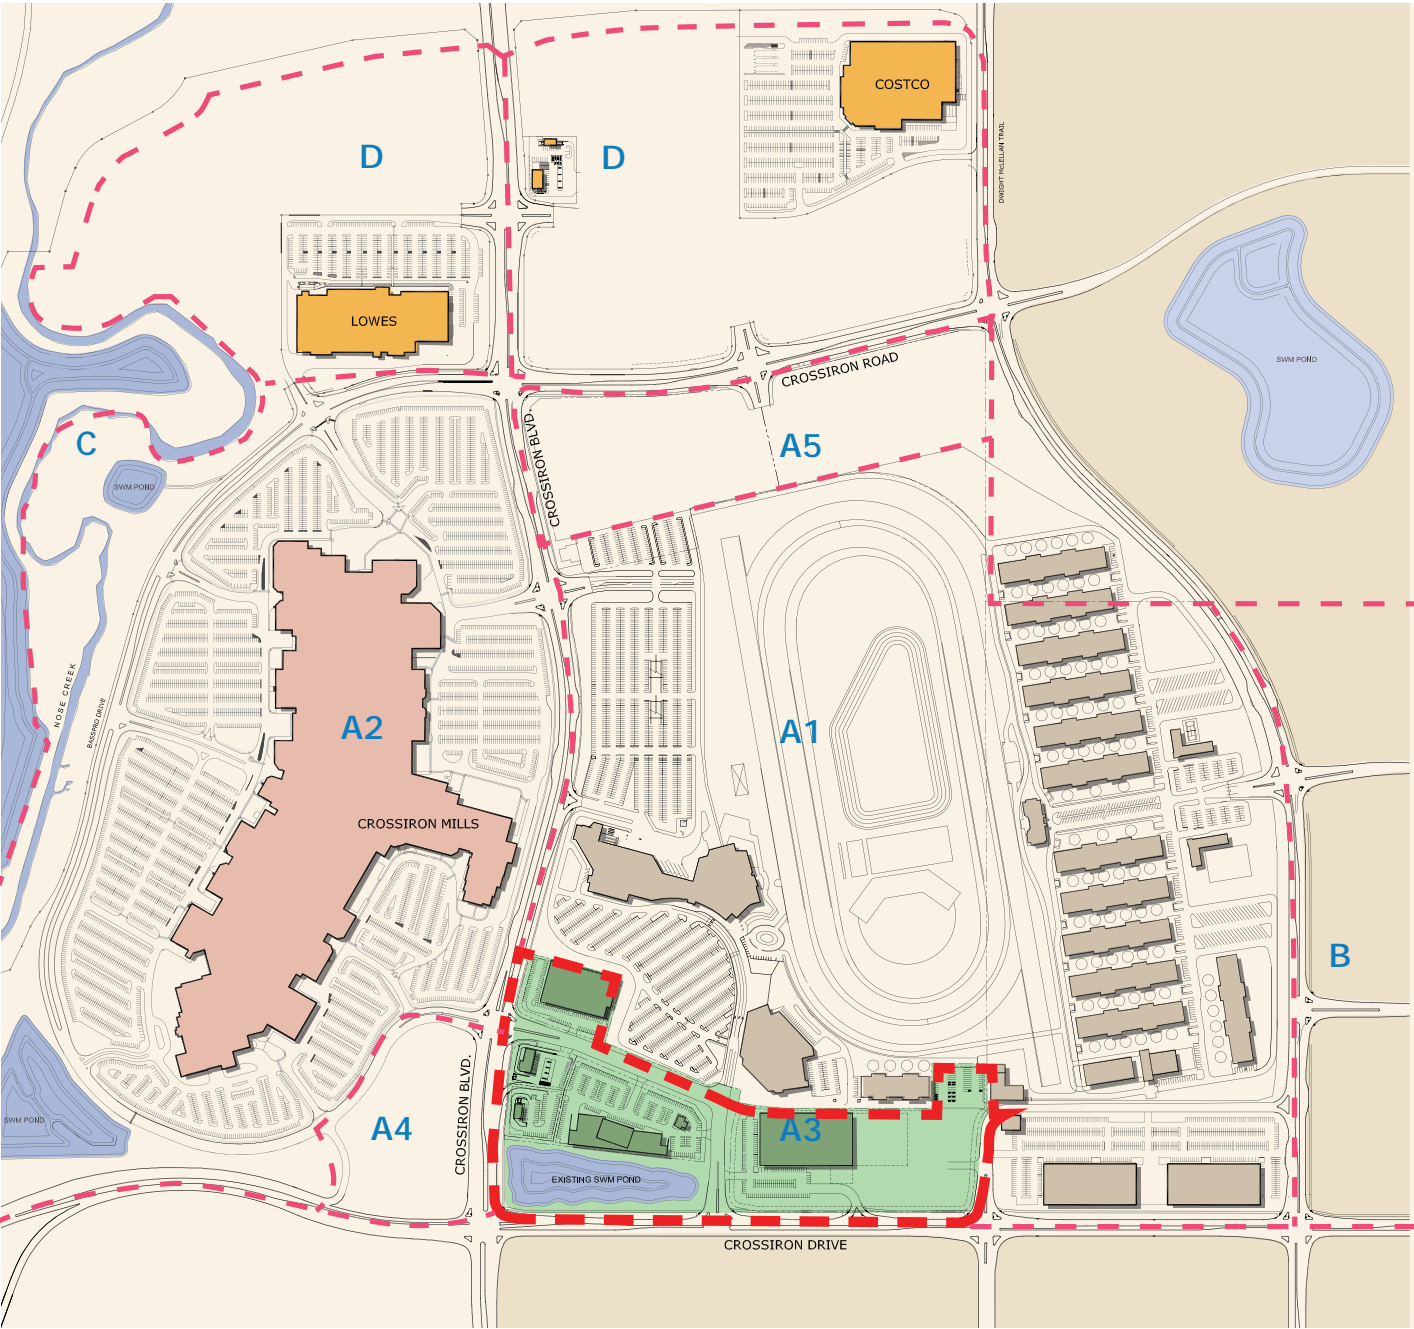 COSTCO
DWIGHT McLELLAN TRAIL
D
D
LOWES
SWM POND
CROSSIRON ROAD
CROSSIRON BLVD.
C
A5
SWM POND
NOSE CREEK
BASSPRO DRIVE
A2
A1
CROSSIRON MILLS
B
SWM POND
A4
CROSSIRON BLVD.
A3
EXISTING SWM POND
CROSSIRON DRIVE